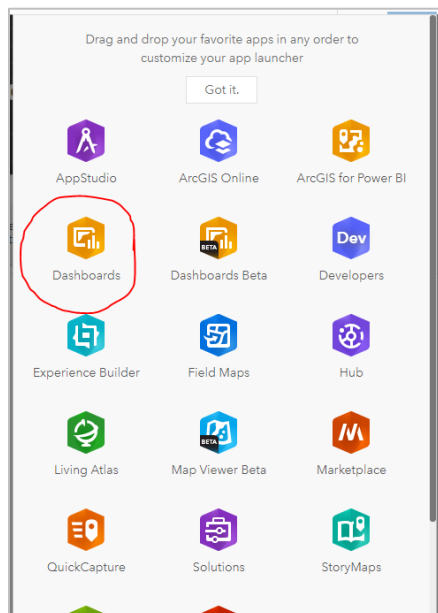 Drag and drop your favorite apps in any order to
customize your app launcher
Got it.
AppStudio
ArcGIS Online
ArcGIS for Power BI
BETA
Dev
Dashboards
Dashboards Beta
Developers
Experience Builder
Field Maps
Hub
BETA
Living Atlas
Map Viewer Beta
Marketplace
QuickCapture
Solutions
StoryMaps